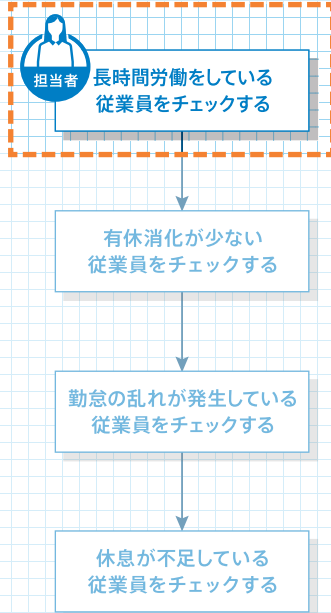 担当者
長時間労働をしている
従業員をチェックする
有休消化が少ない
従業員をチェックする
勤怠の乱れが発生している
従業員をチェックする
休息が不足している
従業員をチェックする